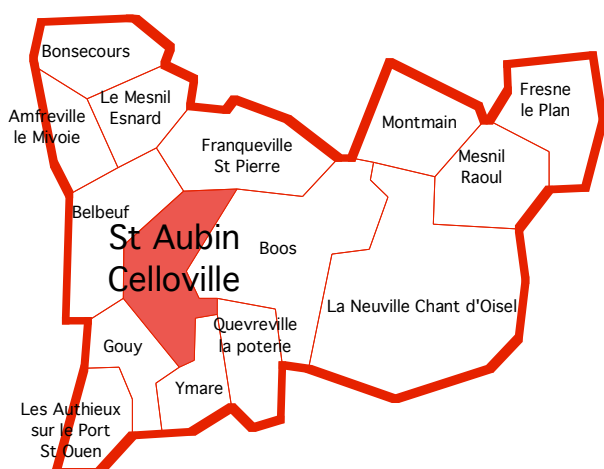 Bonsecours
Le Mesnil
Esnard
Amfreville
le Mivoie
Franqueville
St Pierre
Montmain
Fresne
le Plan
Mesnil
Raoul
Belbeuf
St Aubin
Celloville
Boos
La Neuville Chant d'Oisel
Gouy
Quevreville
la poterie
Ymare
Les Authieux
sur le Port
St Ouen